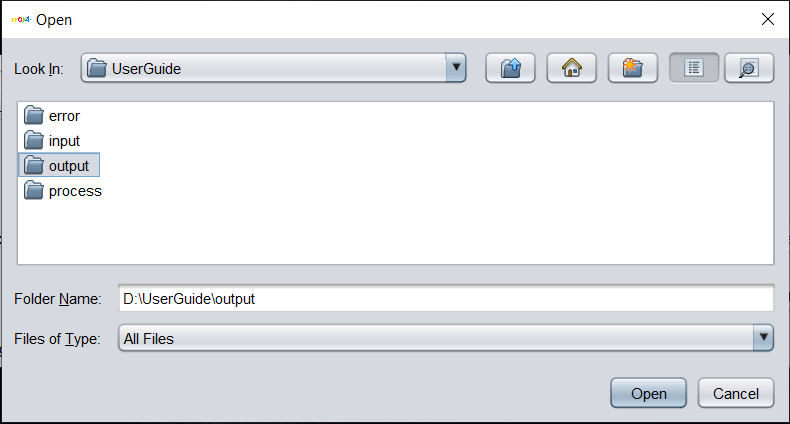 Open
Look In: UserGuide
error
input
output
process
Folder Name: D:\UserGuide\output
Files of Type: All Files
Open Cancel